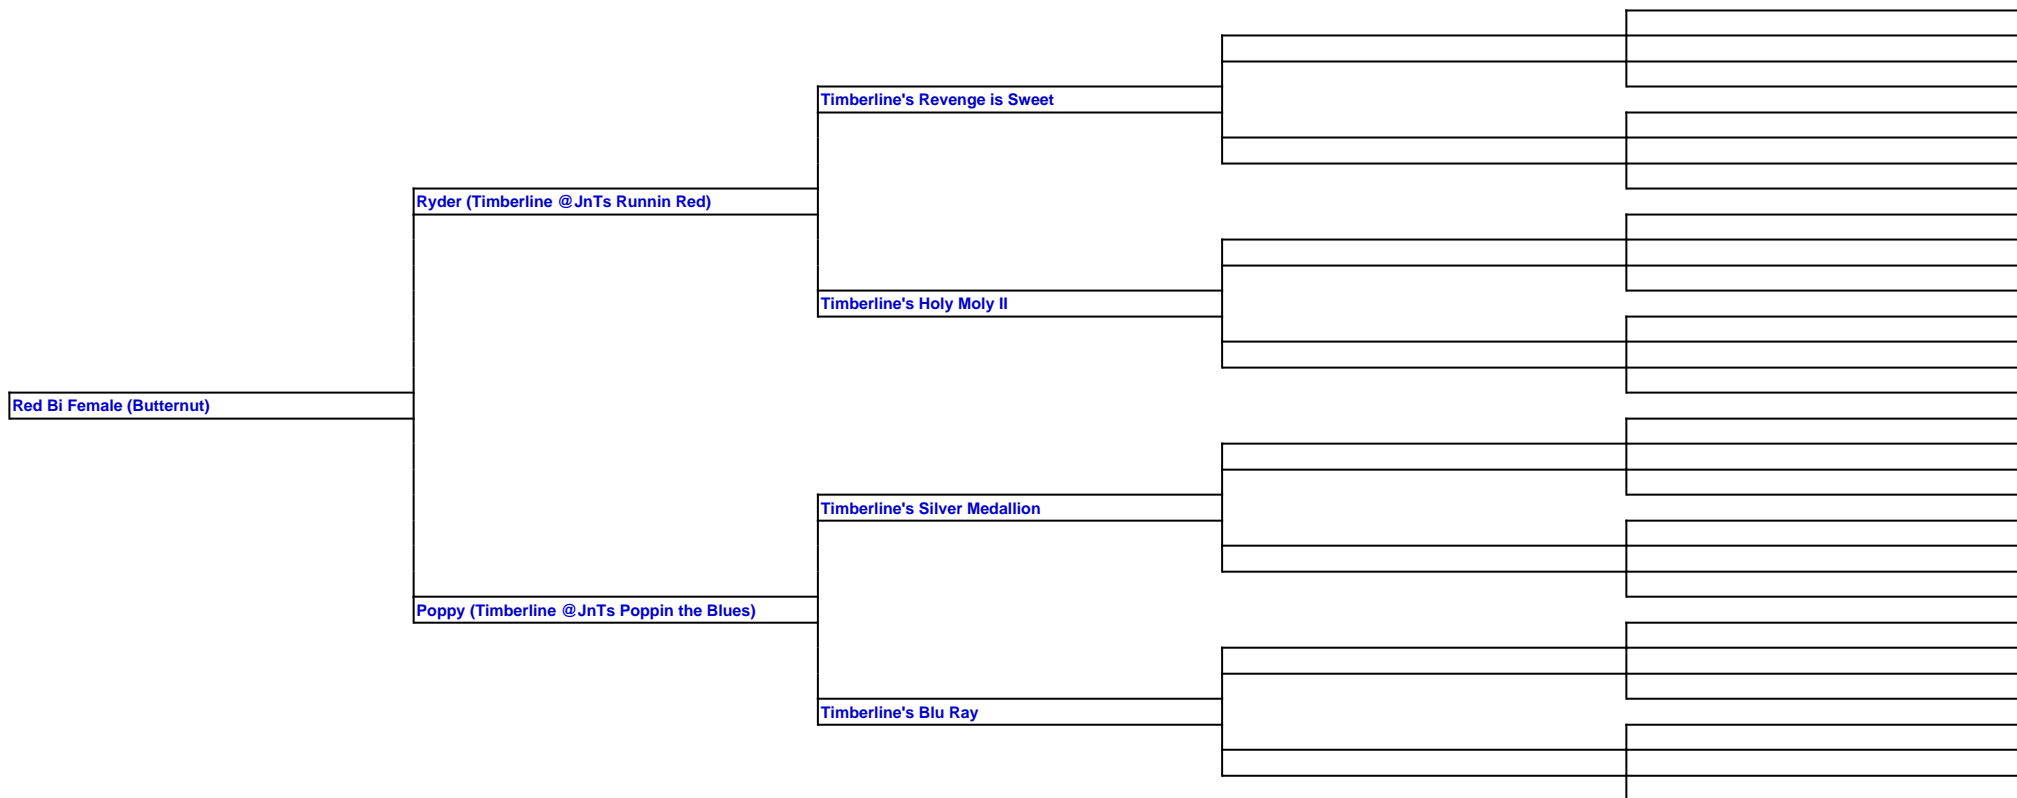 Timberline's Revenge is Sweet
Ryder (Timberline @JnTs Runnin Red)
Timberline's Holy Moly II
Red Bi Female (Butternut)
Timberline's Silver Medallion
Poppy (Timberline @JnTs Poppin the Blues)
Timberline's Blu Ray